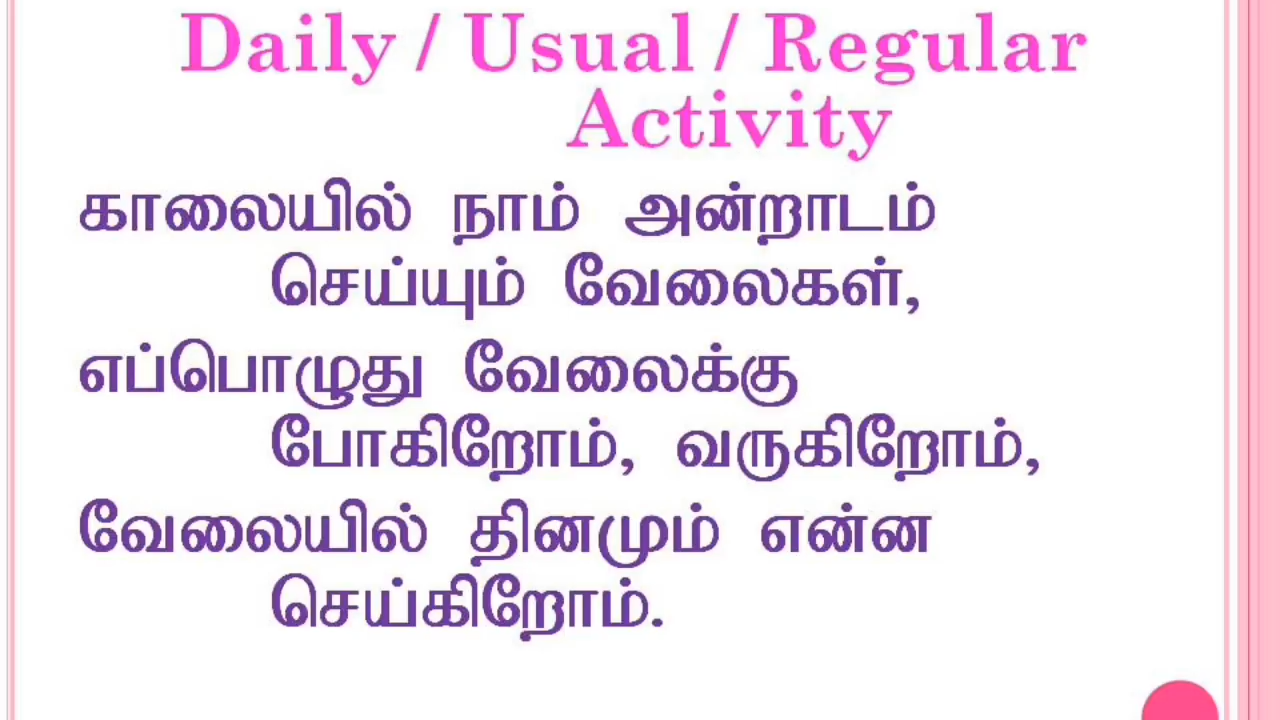 Daily / Usual / Regular
Activity
காலையில் நாம் அன்றாடம்
செய்யும் வேலைகள்,
எப்பொழுது வேலைக்கு
போகிறோம், வருகிறோம்,
வேலையில் தினமும் என்ன
செய்கிறோம்.